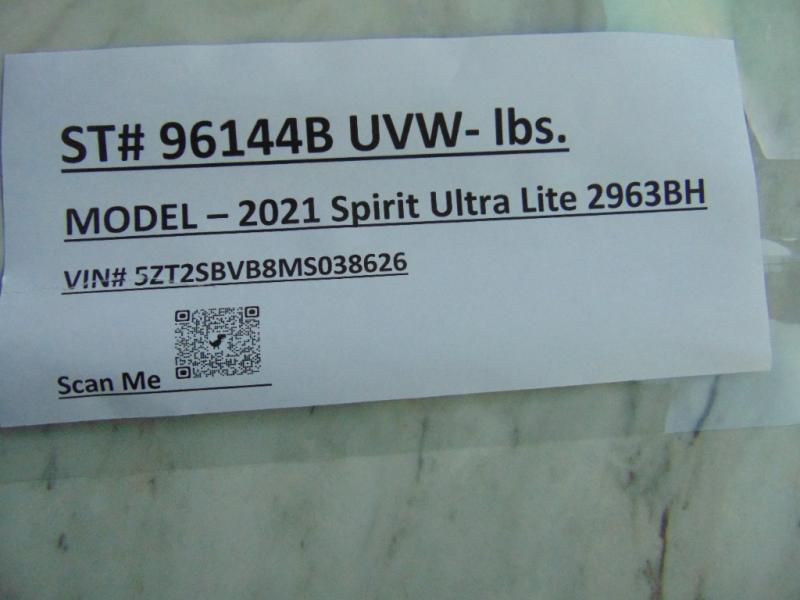 ST# 96144B UVW- lbs.
MODEL – 2021 Spirit Ultra Lite 2963BH
VIN# 5ZT2SBVB8MS038626
Scan Me